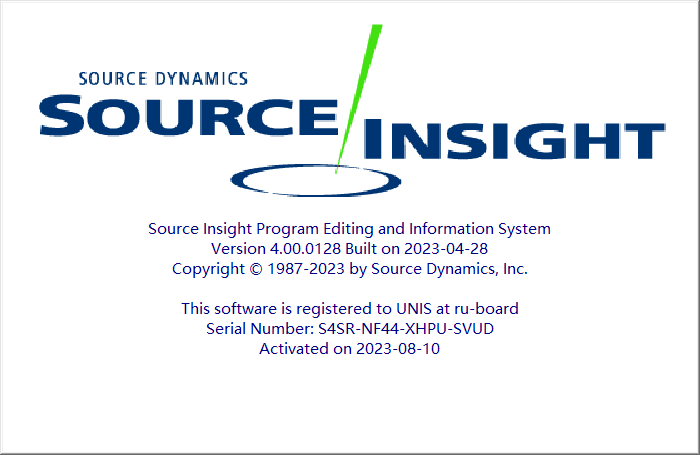 SOURCE DYNAMICS
SOURCE INSIGHT
Source Insight Program Editing and Information System
Version 4.00.0128 Built on 2023-04-28
Copyright © 1987-2023 by Source Dynamics, Inc.
This software is registered to UNIS at ru-board
Serial Number: S4SR-NF44-XHPU-SVUD
Activated on 2023-08-10